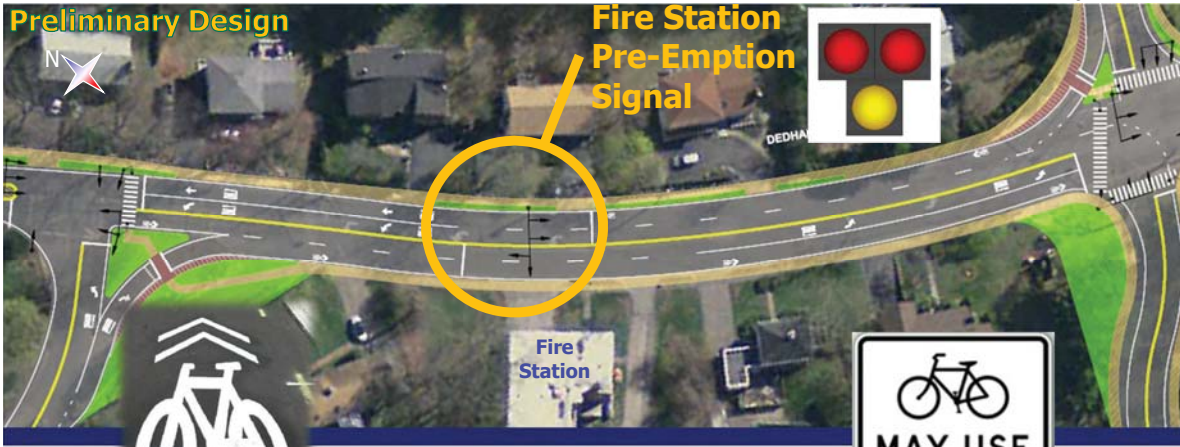 Preliminary Design
N
Fire Station
Pre-Emption
Signal
DEDHA
Fire
Station
MAY USE